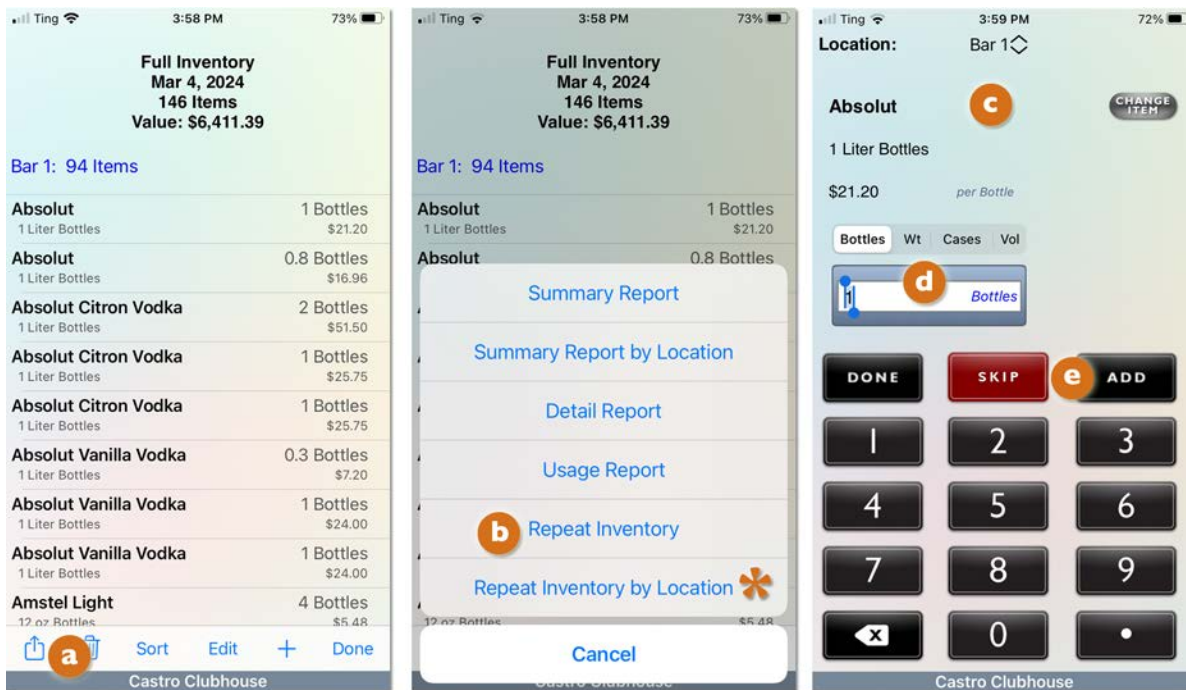 Ting 3:58 PM 73%
Full Inventory
Mar 4, 2024
146 Items
Value: $6,411.39
Bar 1: 94 Items
Absolut 1 Bottles
1 Liter Bottles $21.20
Absolut 0.8 Bottles
1 Liter Bottles $16.96
Absolut Citron Vodka 2 Bottles
1 Liter Bottles $51.50
Absolut Citron Vodka 1 Bottles
1 Liter Bottles $25.75
Absolut Citron Vodka 1 Bottles
1 Liter Bottles $25.75
Absolut Vanilla Vodka 0.3 Bottles
1 Liter Bottles $7.20
Absolut Vanilla Vodka 1 Bottles
1 Liter Bottles $24.00
Absolut Vanilla Vodka 1 Bottles
1 Liter Bottles $24.00
Amstel Light 4 Bottles
12 oz Bottles $5.48
a Sort Edit + Done
Castro Clubhouse
Ting 3:58 PM 73%
Full Inventory
Mar 4, 2024
146 Items
Value: $6,411.39
Bar 1: 94 Items
Absolut 1 Bottles
1 Liter Bottles $21.20
Absolut 0.8 Bottles
Summary Report
Summary Report by Location
Detail Report
Usage Report
b Repeat Inventory
Repeat Inventory by Location *
12 oz Bottles $5.48
Cancel
Castro Clubhouse
Ting 3:59 PM 72%
Location: Bar 1
Absolut c CHANGE ITEM
1 Liter Bottles
$21.20 per Bottle
Bottles Wt Cases Vol
d
1 Bottles
DONE SKIP e ADD
1 2 3
4 5 6
7 8 9
0 •
Castro Clubhouse